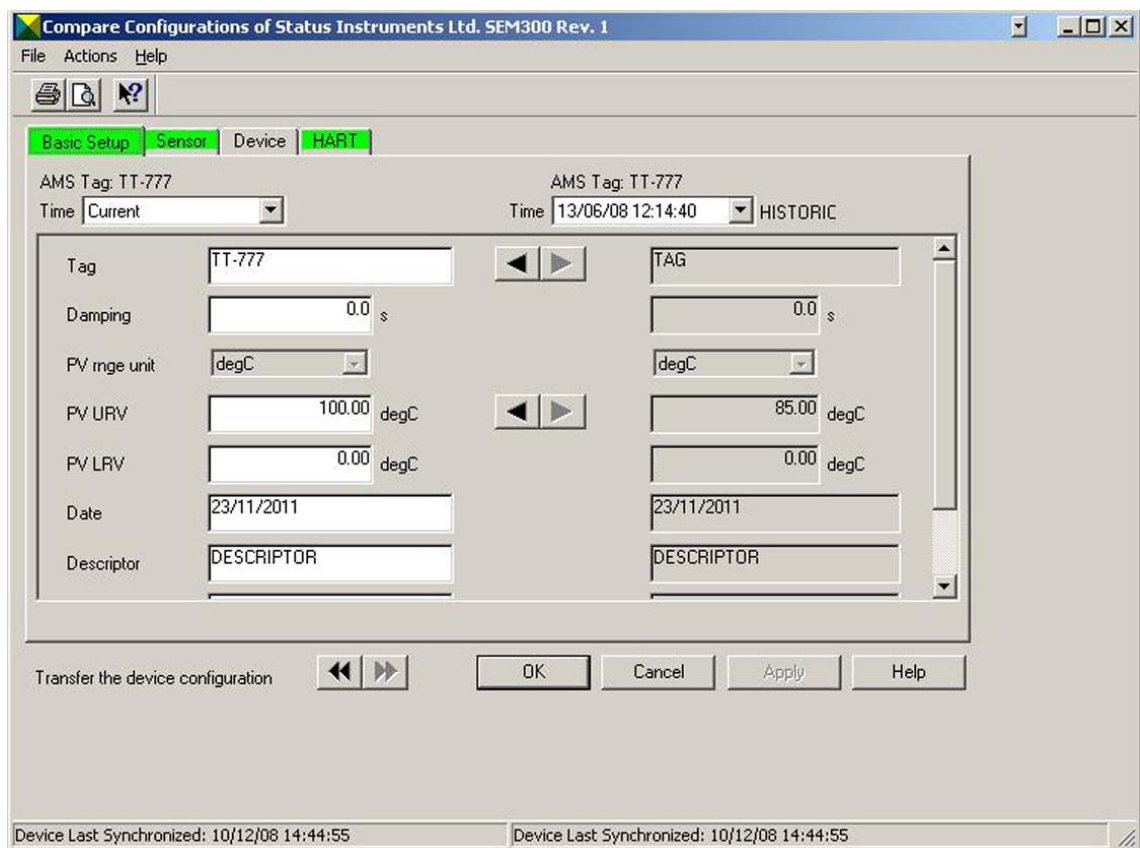 Compare Configurations of Status Instruments Ltd. SEM300 Rev. 1
File Actions Help
Basic Setup Sensor Device HART
AMS Tag: TT-777 AMS Tag: TT-777
Time Current Time 13/06/08 12:14:40 HISTORIC
Tag TT-777 TAG
Damping 0.0 s 0.0 s
PV rnge unit degC degC
PV URV 100.00 degC 85.00 degC
PV LRV 0.00 degC 0.00 degC
Date 23/11/2011 23/11/2011
Descriptor DESCRIPTOR DESCRIPTOR
Transfer the device configuration OK Cancel Apply Help
Device Last Synchronized: 10/12/08 14:44:55 Device Last Synchronized: 10/12/08 14:44:55